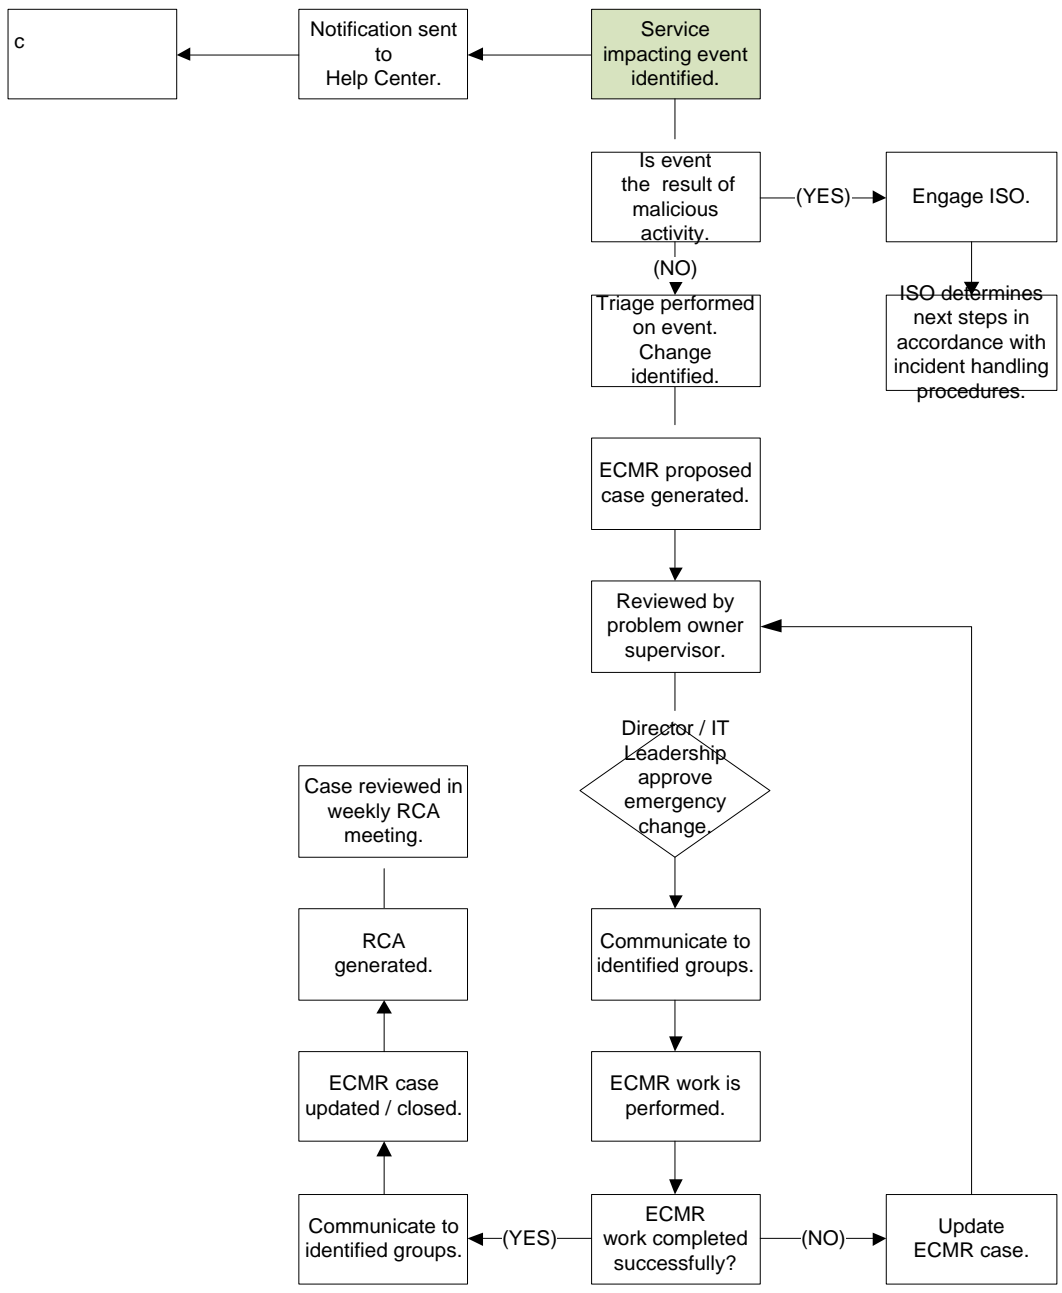 c
Notification sent
to
Help Center.
Service
impacting event
identified.
Is event
the  result of
malicious
activity.
(YES)
Engage ISO.
(NO)
Triage performed
on event.
Change
identified.
ISO determines
next steps in
accordance with
incident handling
procedures.
ECMR proposed
case generated.
Reviewed by
problem owner
supervisor.
Director / IT
Leadership
approve
emergency
change.
Case reviewed in
weekly RCA
meeting.
RCA
generated.
Communicate to
identified groups.
ECMR case
updated / closed.
ECMR work is
performed.
Communicate to
identified groups.
(YES)
ECMR
work completed
successfully?
(NO)
Update
ECMR case.